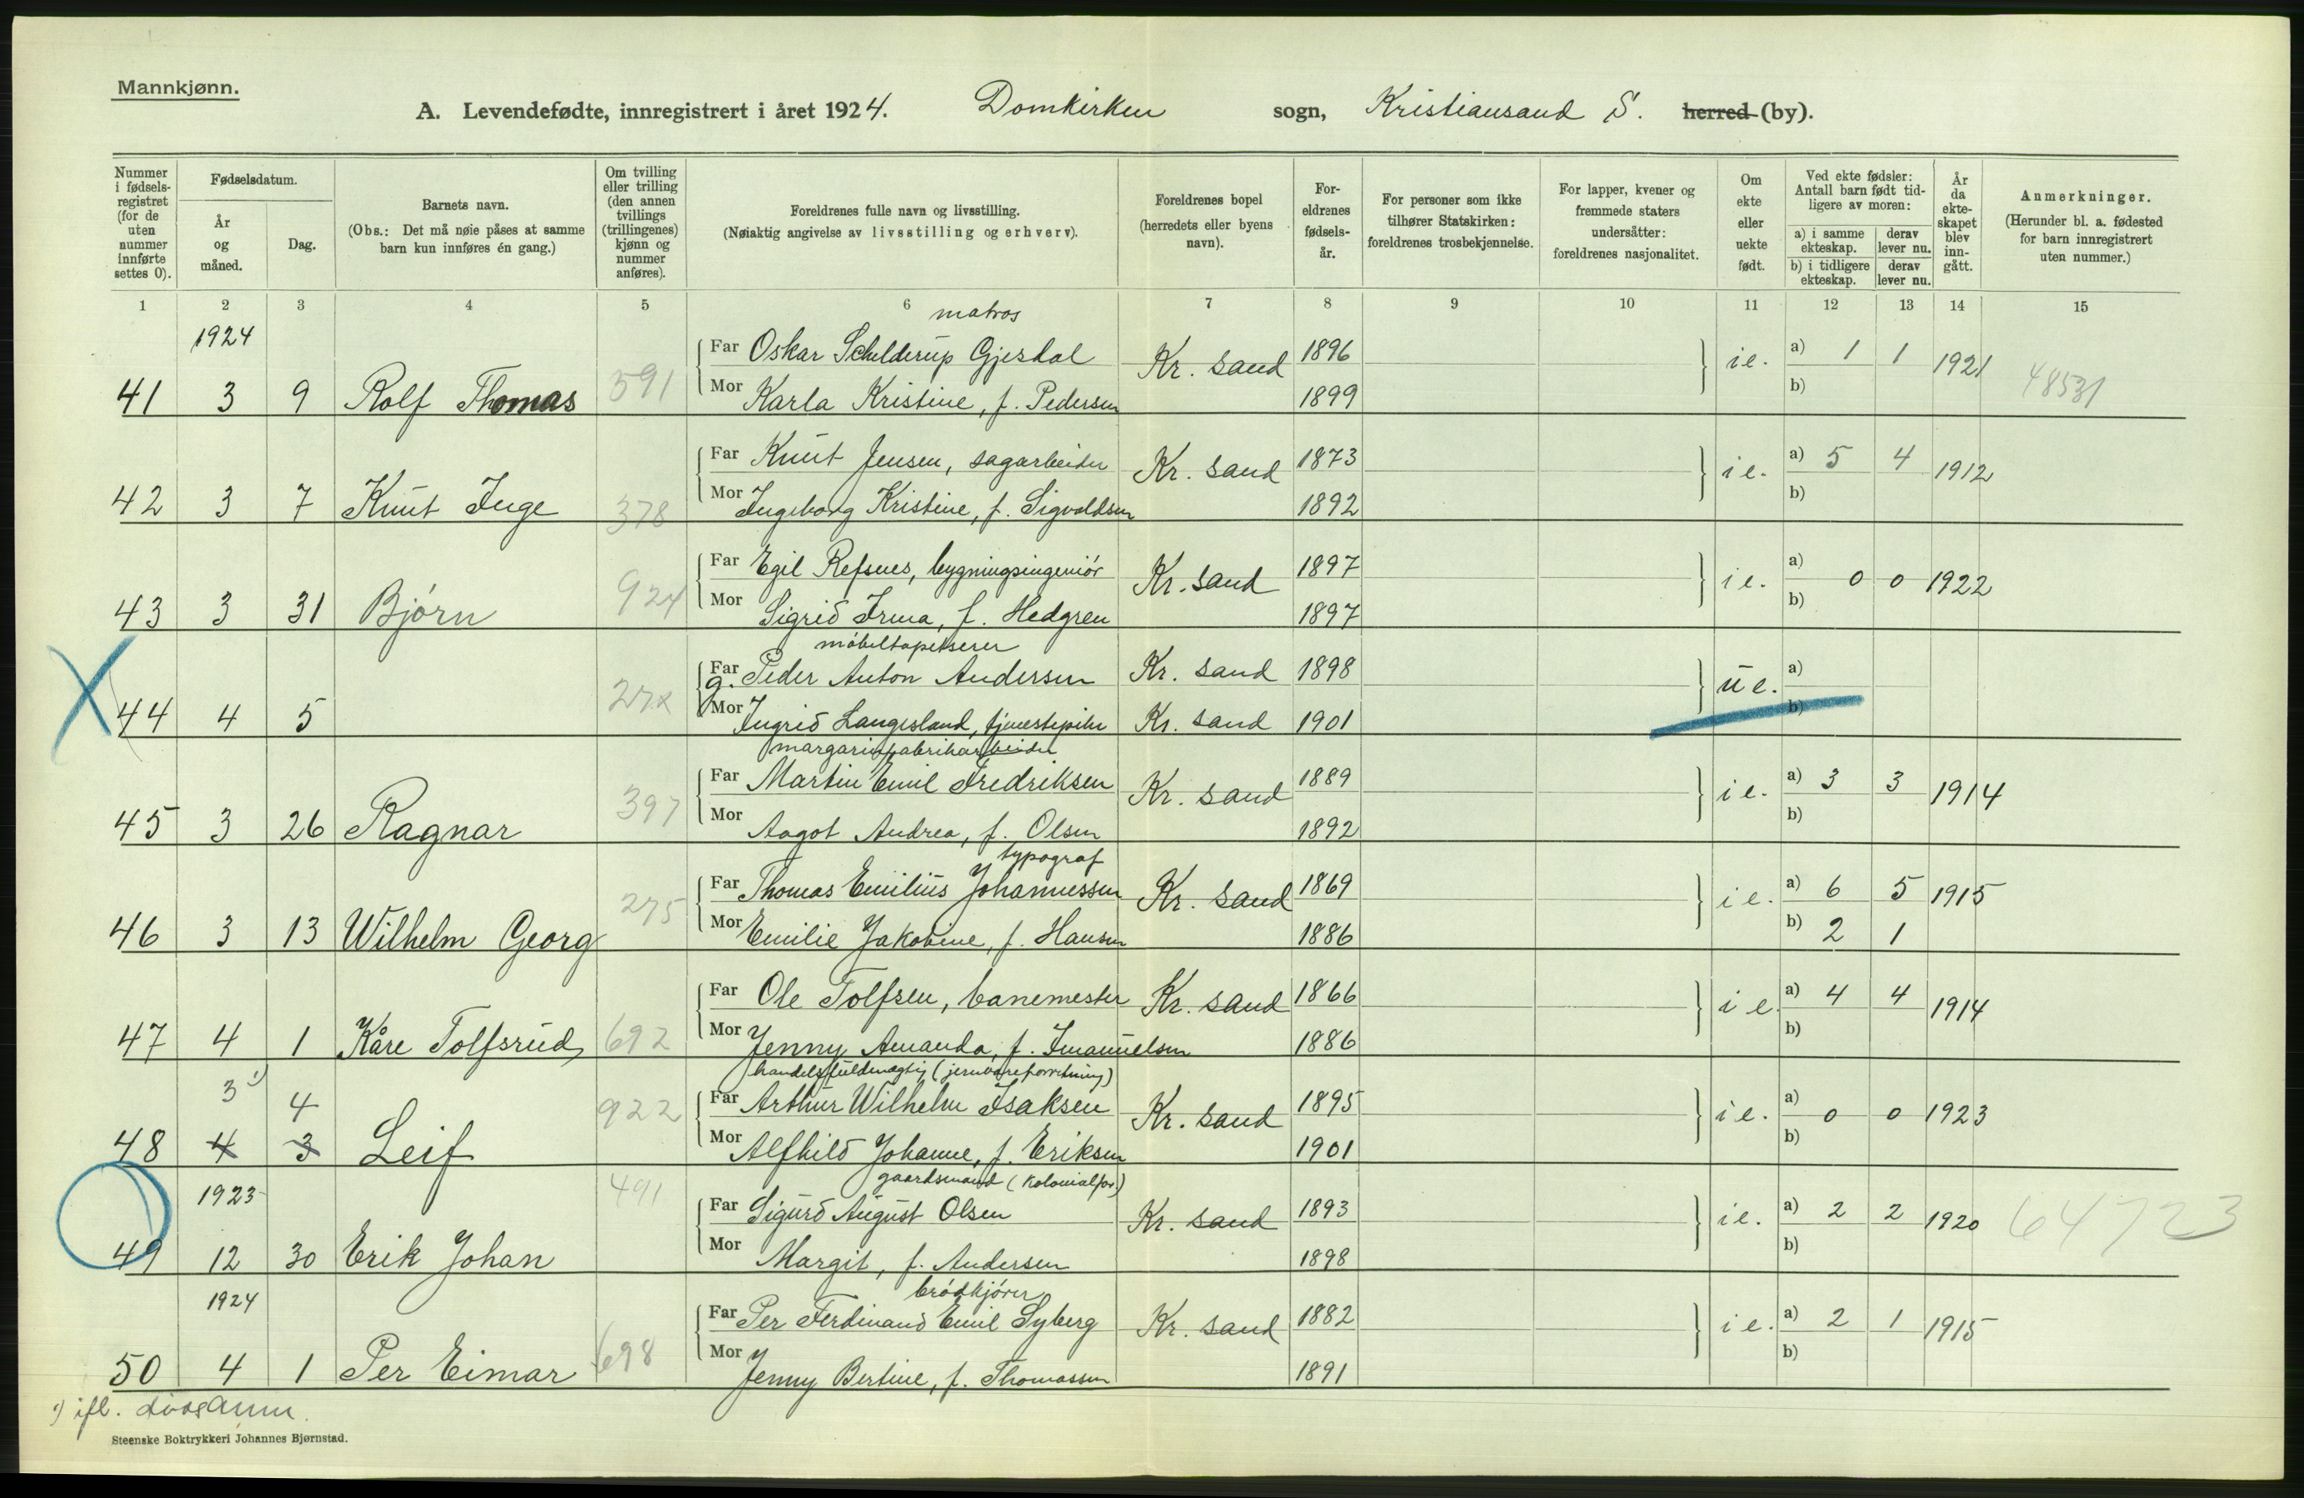 Mannkjønn.
A. Levendefødte, innregistrert i året 1924. Domkirken sogn, Kristiansand S. herred (by).
Nummer i fødselsregistret (for de uten nummer innførte settes 0).
Fødselsdatum.
År og måned.
Dag.
Barnets navn.
(Obs.: Det må nøie påses at samme barn kun innføres én gang.)
Om tvilling eller trilling (den annen tvillings (trillingenes) kjønn og nummer anføres).
Foreldrenes fulle navn og livsstilling.
(Nøiaktig angivelse av livsstilling og erhverv).
Foreldrenes bopel (herredets eller byens navn).
Foreldrenes fødselsår.
For personer som ikke tilhører Statskirken: foreldrenes trosbekjennelse.
For lapper, kvener og fremmede staters undersåtter: foreldrenes nasjonalitet.
Om ekte eller uekte født.
Ved ekte fødsler: Antall barn født tidligere av moren:
a) i samme ekteskap. derav lever nu.
b) i tidligere ekteskap. derav lever nu.
År da ekteskapet blev inngått.
Anmerkninger.
(Herunder bl. a. fødested for barn innregistrert uten nummer.)
1 2 3 4 5 6 7 8 9 10 11 12 13 14 15
1924 matros
Far Oskar Schelderup Gjesdal Kr. sand 1896 i e. a) 1 1 1921 48531
41 3 9 Rolf Thomas 591 Mor Karla Kristine, f. Pedersen 1899 b)
Far Knut Jensen, sagarbeider Kr. sand 1873 i e. a) 5 4 1912
42 3 7 Knut Inge 378 Mor Ingeborg Kristine, f. Sigvaldsen 1892 b)
Far Egil Refsnes, bygningsingeniör Kr. sand 1897 i e. a) 0 0 1922
43 3 31 Bjørn 924 Mor Sigrid Irma, f. Hedgren 1897 b)
möbeltapetserer
Far g. Peder Anton Andersen Kr. sand 1898 u e. a)
44 4 5 Mor Ingrid Langesland, tjenestepike Kr. sand 1901 b)
margarinfabrikarbeider
Far Martin Emil Fredriksen Kr. sand 1889 i e. a) 3 3 1914
45 3 26 Ragnar 397 Mor Aagot Andrea, f. Olsen 1892 b)
typograf
Far Thomas Emilius Johannessen Kr. sand 1869 i e. a) 6 5 1915
46 3 13 Wilhelm Georg 275 Mor Emilie Jakobine, f. Hansen 1886 b) 2 1
Far Ole Tolfsen, banemester Kr. sand 1866 i e. a) 4 4 1914
47 4 1 Kåre Tolfsrud 692 Mor Jenny Amanda, f. Imanuelsen 1886 b)
handelsfuldmægtig (jernvareforretning)
3 ¹) 4 922 Far Arthur Wilhelm Isaksen Kr. sand 1895 i e. a) 0 0 1923
48 4 3 Leif Mor Alfhild Johanne, f. Eriksen 1901 b)
gaardsmand (kolonialfor.)
1923 491 Far Sigurd August Olsen Kr. sand 1893 i e. a) 2 2 1920 64723
49 12 30 Erik Johan Mor Margit, f. Andersen 1898 b)
brödkjörer
1924 Far Per Ferdinand Emil Syberg Kr. sand 1882 i e. a) 2 1 1915
50 4 1 Per Eimar 698 Mor Jenny Bertine, f. Thomassen 1891 b)
¹) ifl.
Steenske Boktrykkeri Johannes Bjørnstad.